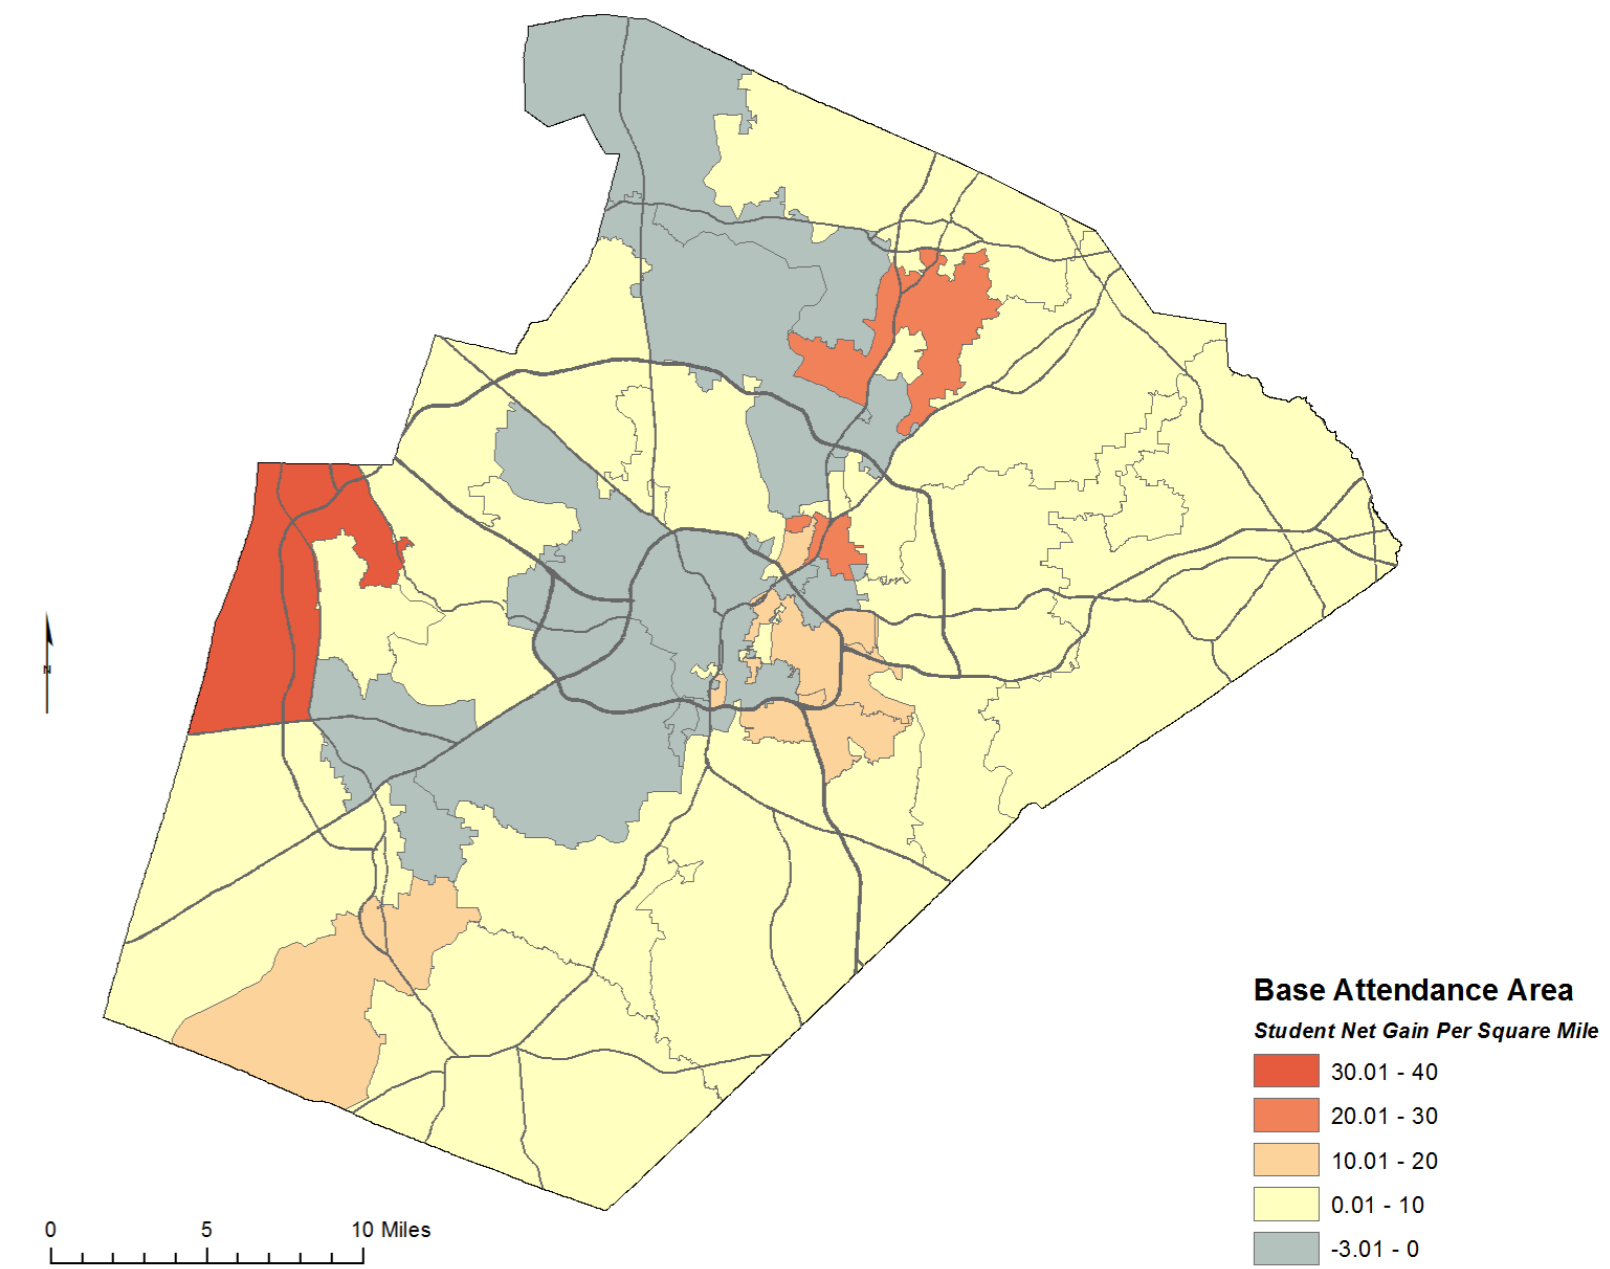 N
Base Attendance Area
Student Net Gain Per Square Mile
30.01 - 40
20.01 - 30
10.01 - 20
0.01 - 10
-3.01 - 0
0 5 10 Miles